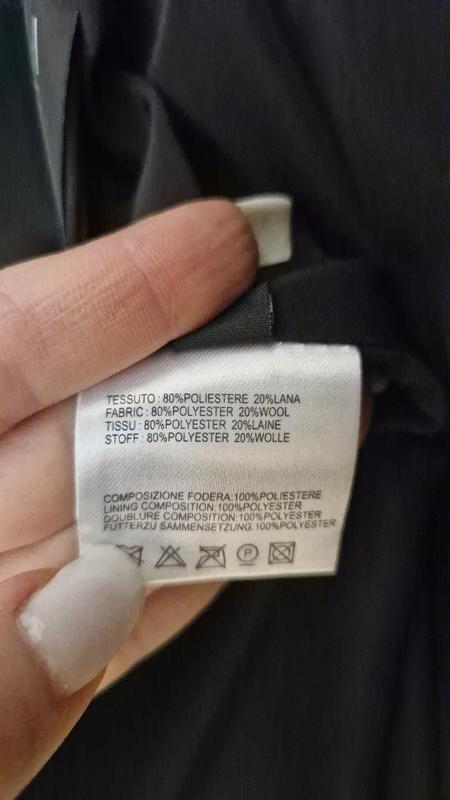 TESSUTO : 80%POLIESTERE 20%LANA
FABRIC : 80%POLYESTER 20%WOOL
TISSU : 80%POLYESTER 20%LAINE
STOFF : 80%POLYESTER 20%WOLLE
COMPOSIZIONE FODERA:100%POLIESTERE
LINING COMPOSITION:100%POLYESTER
DOUBLURE COMPOSITION:100%POLYESTER
FUTTERZU SAMMENSETZUNG:100%POLYESTER
P